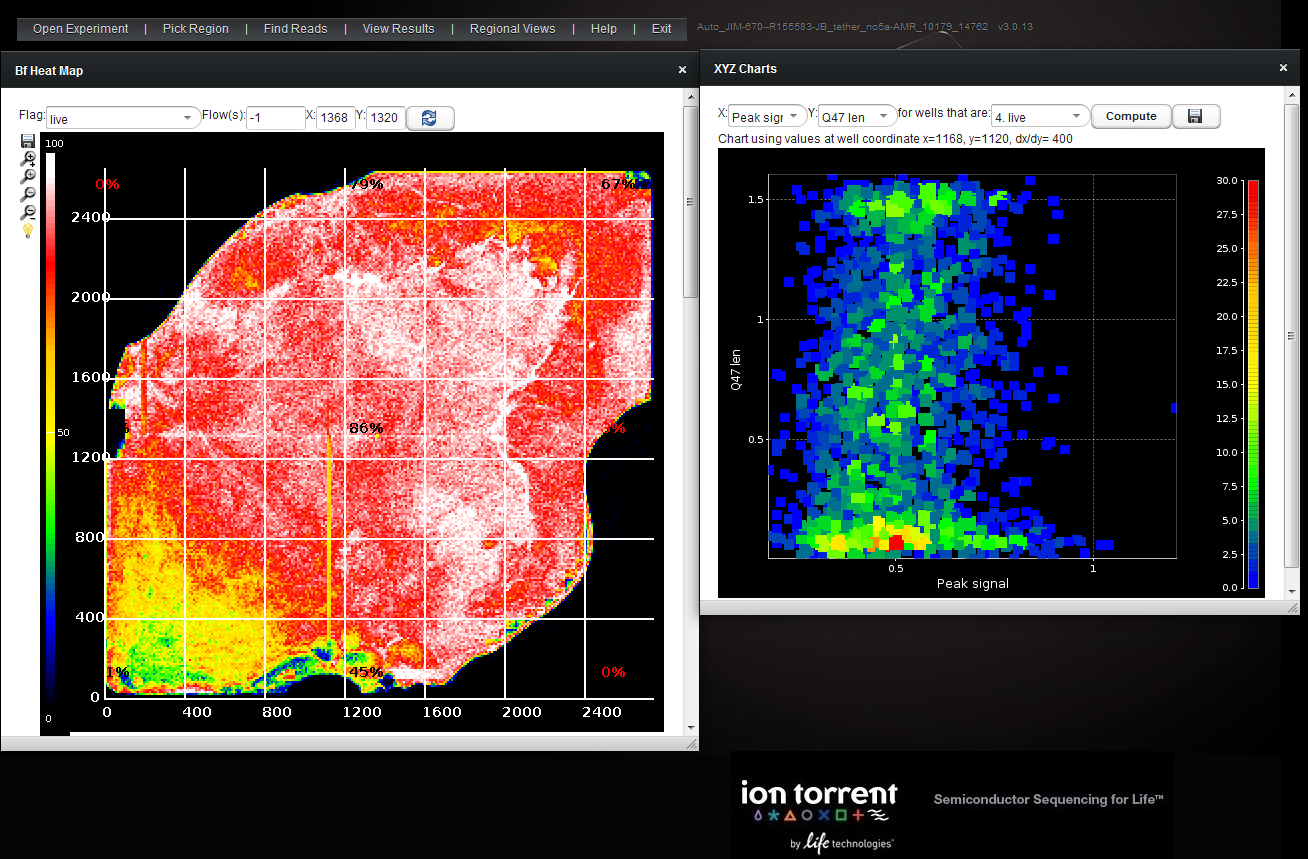 Open Experiment | Pick Region | Find Reads | View Results | Regional Views | Help | Exit
Auto_JIM-670--R155583-JB_tether_no5a-AMR_10179_14762 v3.0.13
Bf Heat Map
Flag: live Flow(s): -1 X: 1368 Y: 1320
100
50
0
0% 79% 67%
86%
1% 45% 0%
2400
2000
1600
1200
800
400
0
0 400 800 1200 1600 2000 2400
XYZ Charts
X: Peak sigr Y: Q47 len for wells that are: 4. live Compute
Chart using values at well coordinate x=1168, y=1120, dx/dy= 400
1.5
1
0.5
Q47 len
0.5 1
Peak signal
30.0
27.5
25.0
22.5
20.0
17.5
15.0
12.5
10.0
7.5
5.0
2.5
0.0
ion torrent
by life technologies™
Semiconductor Sequencing for Life™